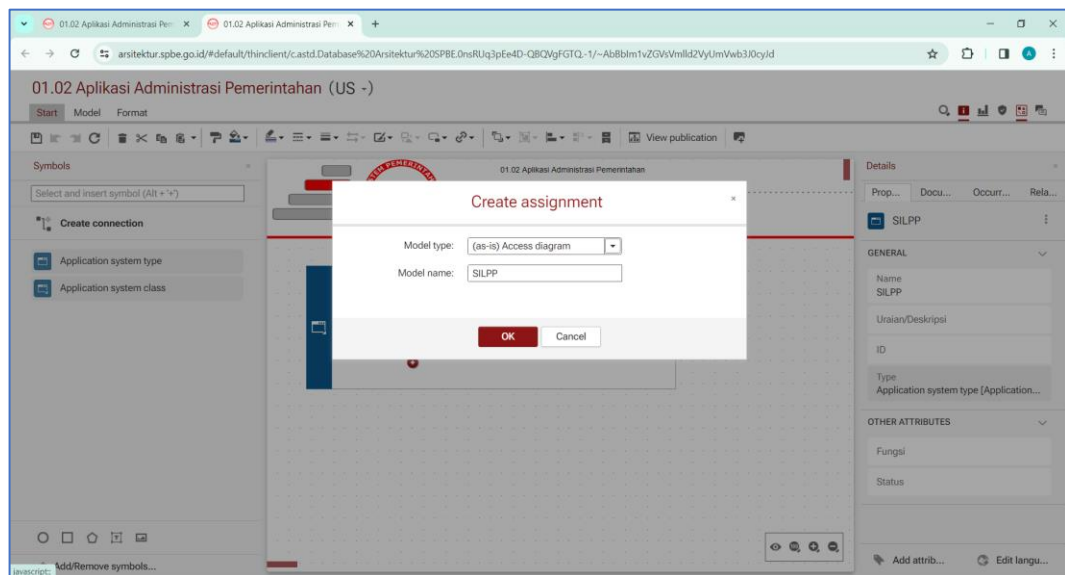 01.02 Aplikasi Administrasi Pem
01.02 Aplikasi Administrasi Pem
arsitektur.spbe.go.id/#default/thinclient/c.astd.Database%20Arsitektur%20SPBE.0nsRUq3pEe4D-Q8QVgFGTQ.-1/~AbBbIm1vZGVsVmlld2VyUmVwb3J0cyJd
01.02 Aplikasi Administrasi Pemerintahan (US -)
Start Model Format
View publication
Symbols
Select and insert symbol (Alt + '+')
Create connection
Application system type
Application system class
Add/Remove symbols...
javascript:
01.02 Aplikasi Administrasi Pemerintahan
Create assignment
Model type: (as-is) Access diagram
Model name: SILPP
OK Cancel
Details
Prop... Docu... Occurr... Rela...
SILPP
GENERAL
Name
SILPP
Uraian/Deskripsi
ID
Type
Application system type [Application...
OTHER ATTRIBUTES
Fungsi
Status
Add attrib... Edit langu...